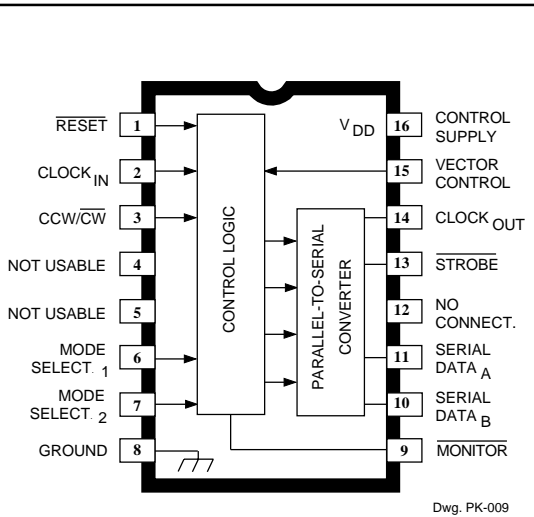 RESET 1
CLOCK IN 2
CCW/CW 3
NOT USABLE 4
NOT USABLE 5
MODE
SELECT. 1 6
MODE
SELECT. 2 7
GROUND 8
CONTROL LOGIC
PARALLEL-TO-SERIAL
CONVERTER
V DD
16 CONTROL
SUPPLY
15 VECTOR
CONTROL
14 CLOCK OUT
13 STROBE
12 NO
CONNECT.
11 SERIAL
DATA A
10 SERIAL
DATA B
9 MONITOR
Dwg. PK-009